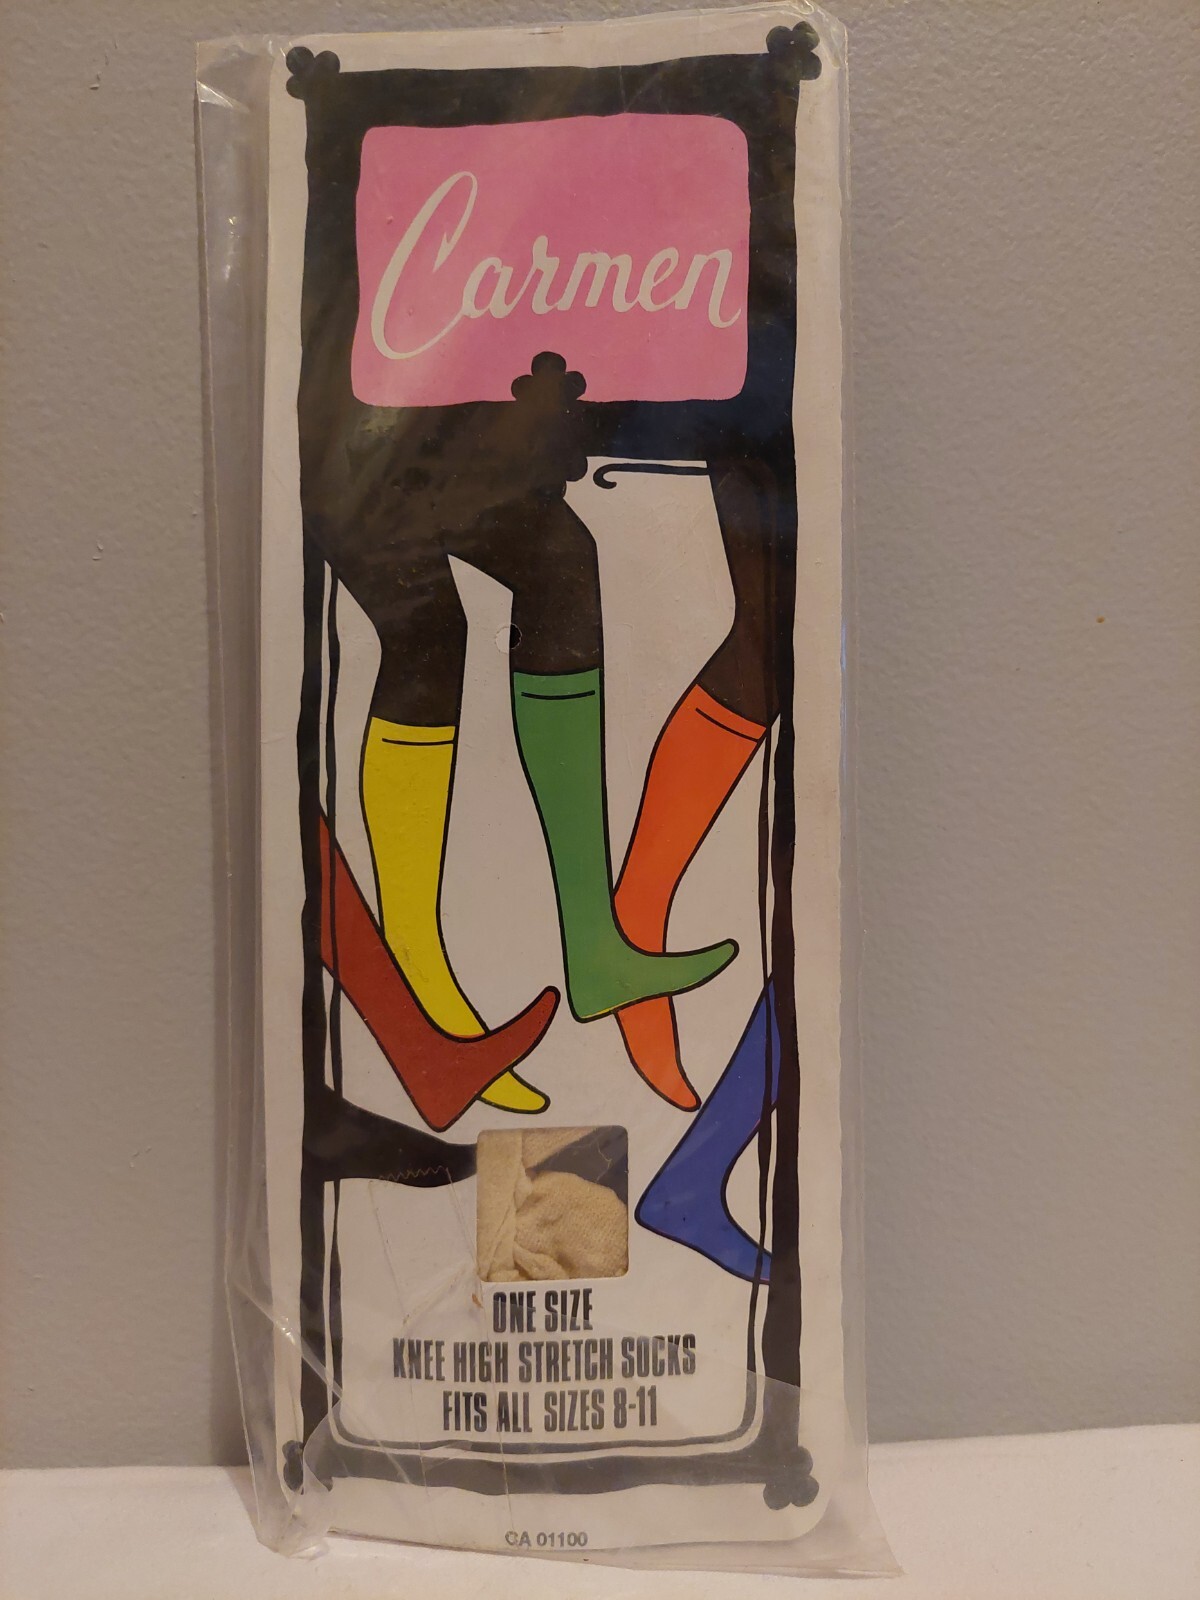 Carmen
ONE SIZE
KNEE HIGH STRETCH SOCKS
FITS ALL SIZES 8-11
CA 01100